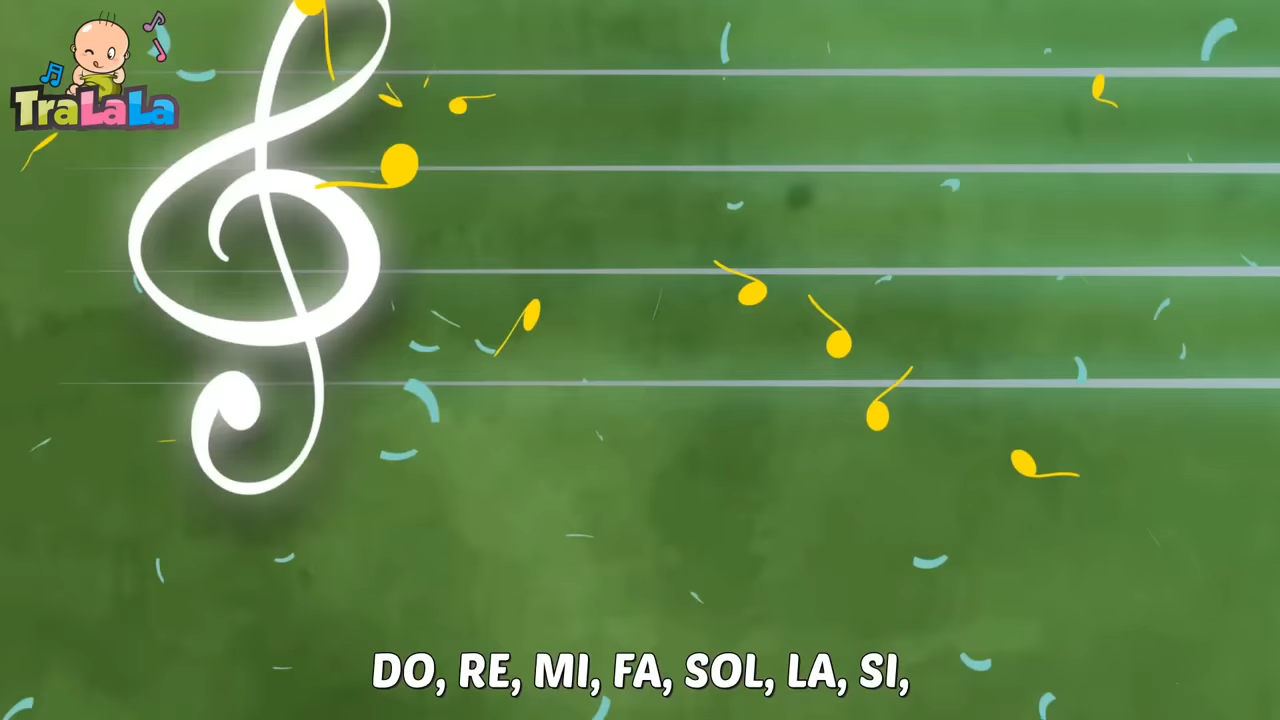 TraLaLa
DO, RE, MI, FA, SOL, LA, SI,